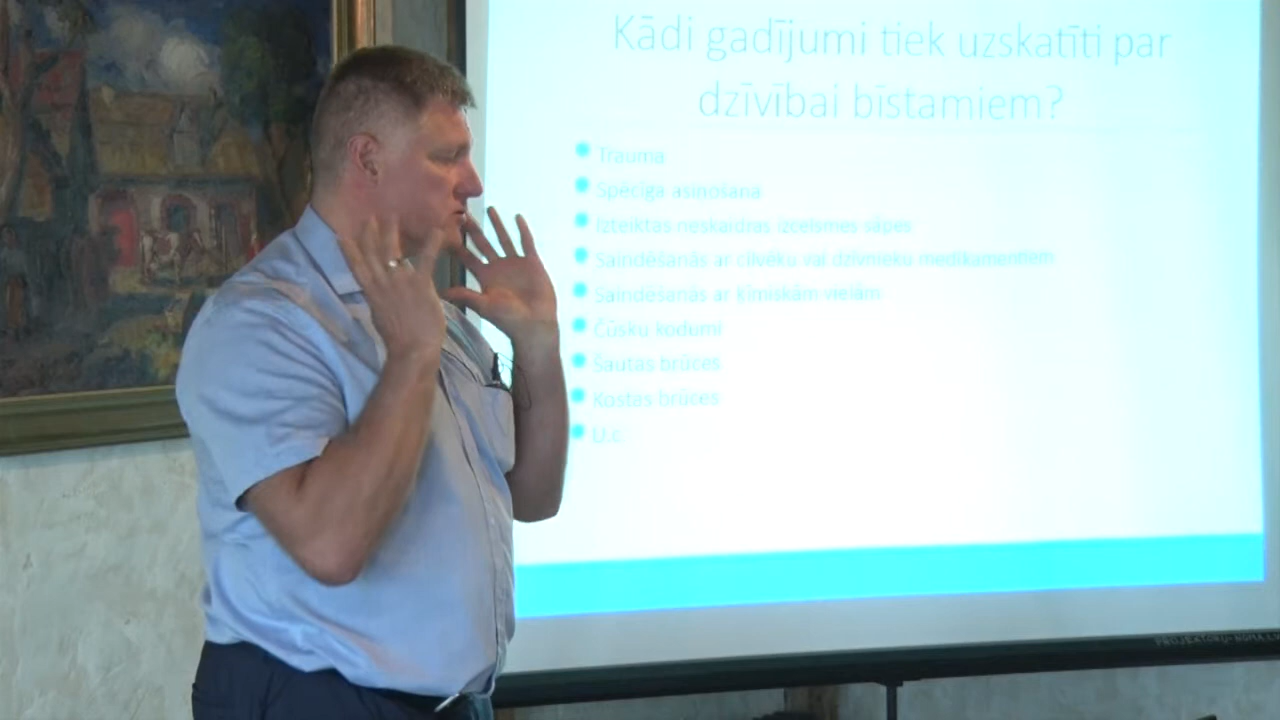 Kādi gadījumi tiek uzskatīti par
dzīvībai bīstamiem?
Trauma
Spēcīga asiņošana
Izteiktas neskaidras izcelsmes sāpes
Saindēšanās ar cilvēku vai dzīvnieku medikamentiem
Saindēšanās ar ķīmiskām vielām
Čūsku kodumi
Šautas brūces
Kostas brūces
U.c.